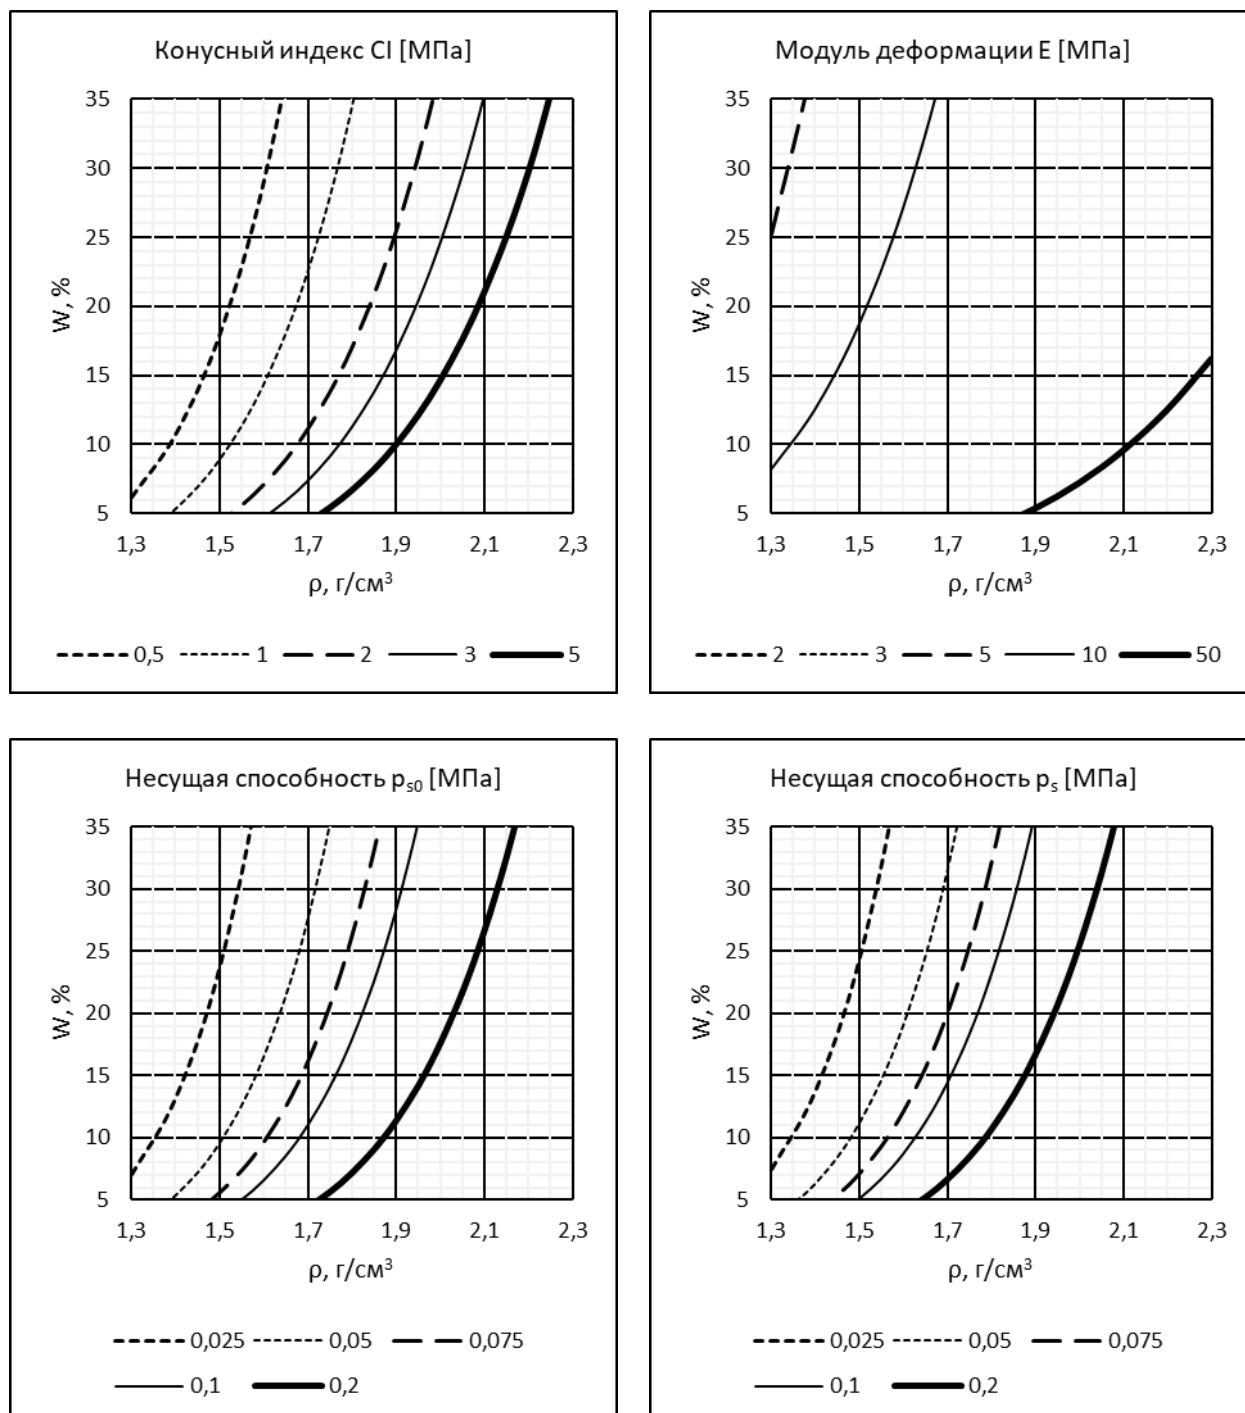 Конусный индекс CI [МПа]
35
30
25
20
15
10
5
W, %
1,3 1,5 1,7 1,9 2,1 2,3
ρ, г/см³
0,5 1 2 3 5
Модуль деформации E [МПа]
35
30
25
20
15
10
5
W, %
1,3 1,5 1,7 1,9 2,1 2,3
ρ, г/см³
2 3 5 10 50
Несущая способность pₛ₀ [МПа]
35
30
25
20
15
10
5
W, %
1,3 1,5 1,7 1,9 2,1 2,3
ρ, г/см³
0,025 0,05 0,075
0,1 0,2
Несущая способность pₛ [МПа]
35
30
25
20
15
10
5
W, %
1,3 1,5 1,7 1,9 2,1 2,3
ρ, г/см³
0,025 0,05 0,075
0,1 0,2